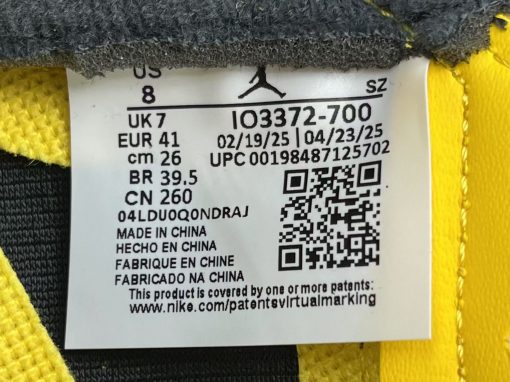 US
8
SZ
UK 7
IO3372-700
EUR 41
02/19/25 | 04/23/25
cm 26
UPC 00198487125702
BR 39.5
CN 260
04LDU0Q0NDRAJ
MADE IN CHINA
HECHO EN CHINA
FABRIQUE EN CHINE
FABRICADO NA CHINA
This product is covered by one or more patents:
www.nike.com/patentsvirtualmarking